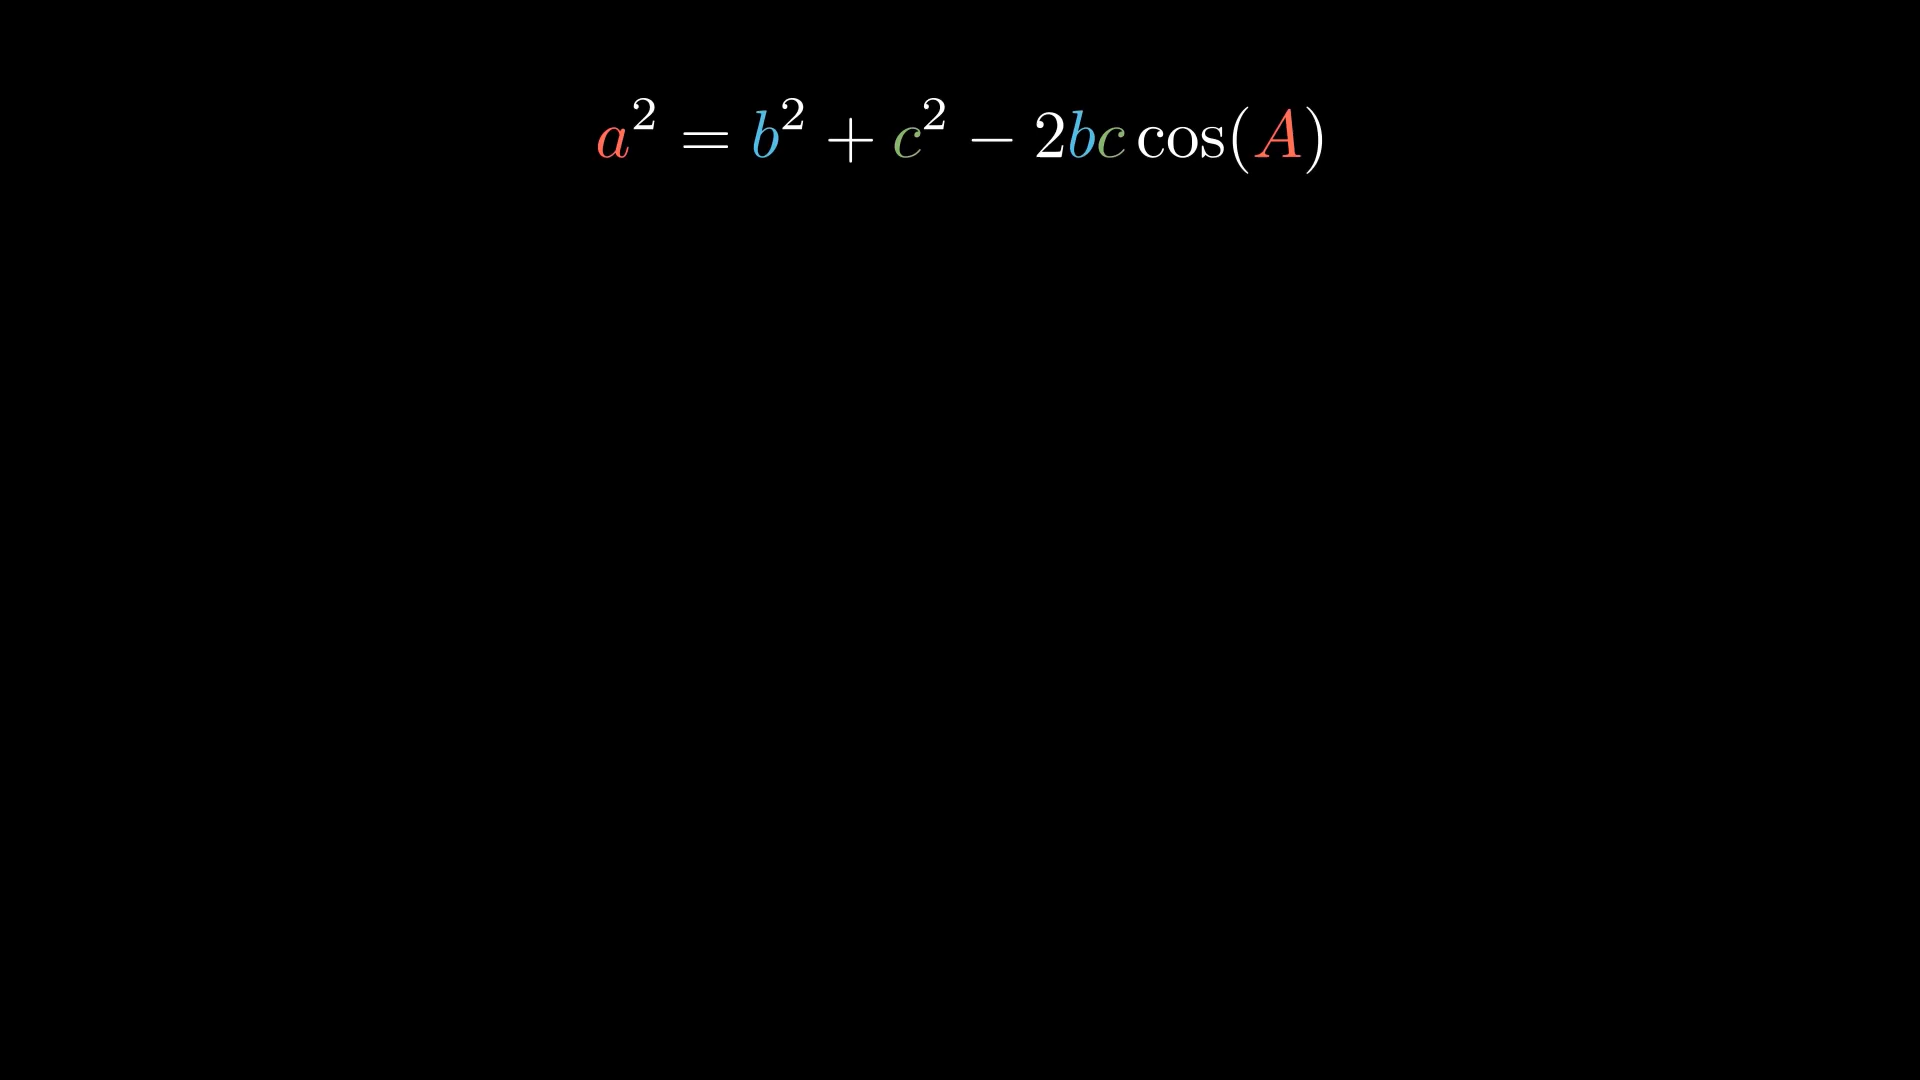 a² = b² + c² − 2bc cos(A)